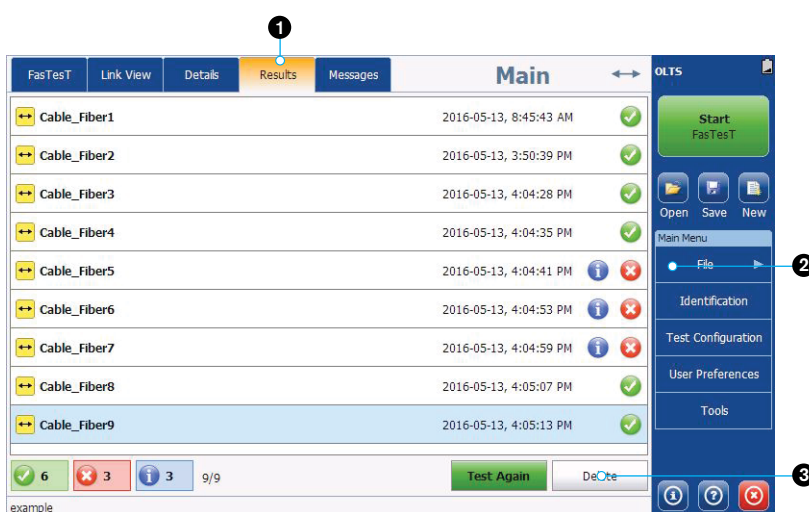 1
FasTesT Link View Details Results Messages Main OLTS
Cable_Fiber1 2016-05-13, 8:45:43 AM
Start
FasTesT
Cable_Fiber2 2016-05-13, 3:50:39 PM
Cable_Fiber3 2016-05-13, 4:04:28 PM
Open Save New
Cable_Fiber4 2016-05-13, 4:04:35 PM
Main Menu
Cable_Fiber5 2016-05-13, 4:04:41 PM
File 2
Cable_Fiber6 2016-05-13, 4:04:53 PM
Identification
Cable_Fiber7 2016-05-13, 4:04:59 PM
Test Configuration
Cable_Fiber8 2016-05-13, 4:05:07 PM
User Preferences
Cable_Fiber9 2016-05-13, 4:05:13 PM
Tools
6 3 3 9/9 Test Again Delete 3
example